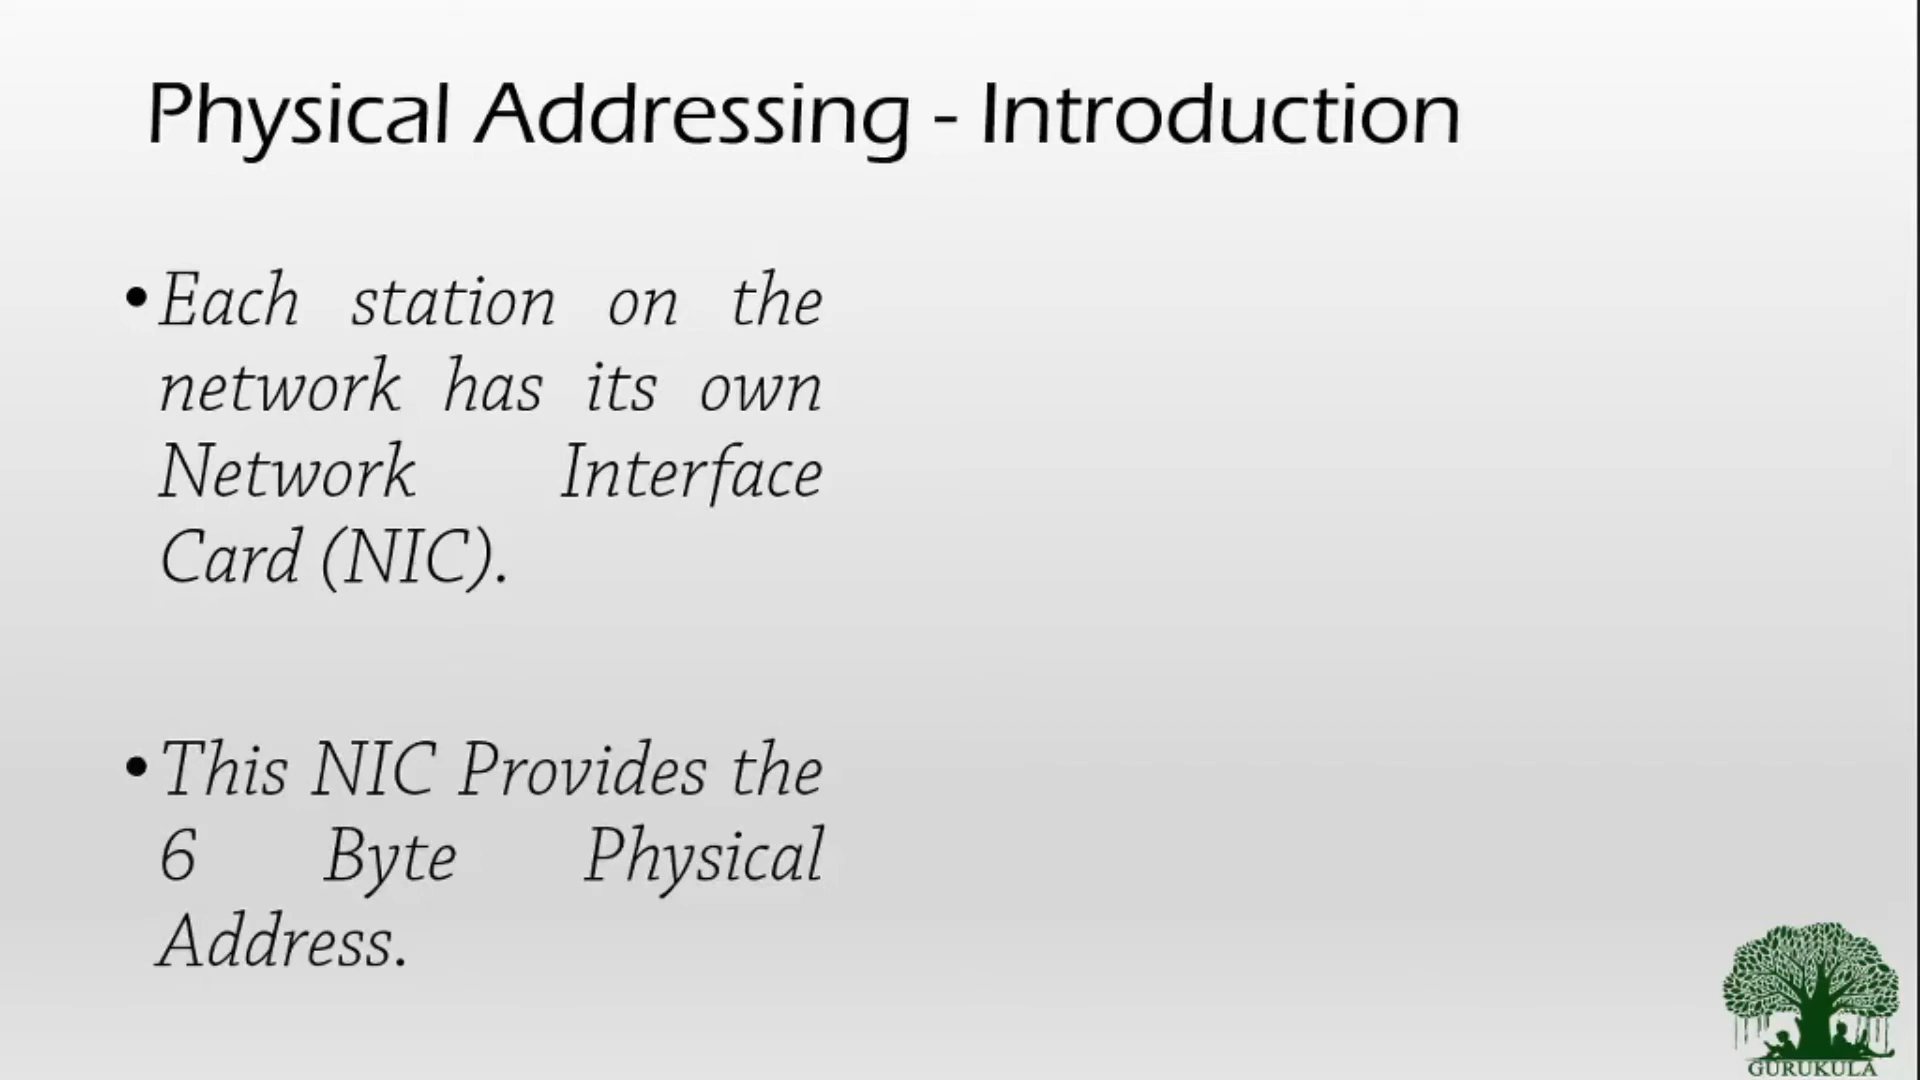 Physical Addressing - Introduction
•Each station on the
network has its own
Network Interface
Card (NIC).
•This NIC Provides the
6 Byte Physical
Address.
GURUKULA